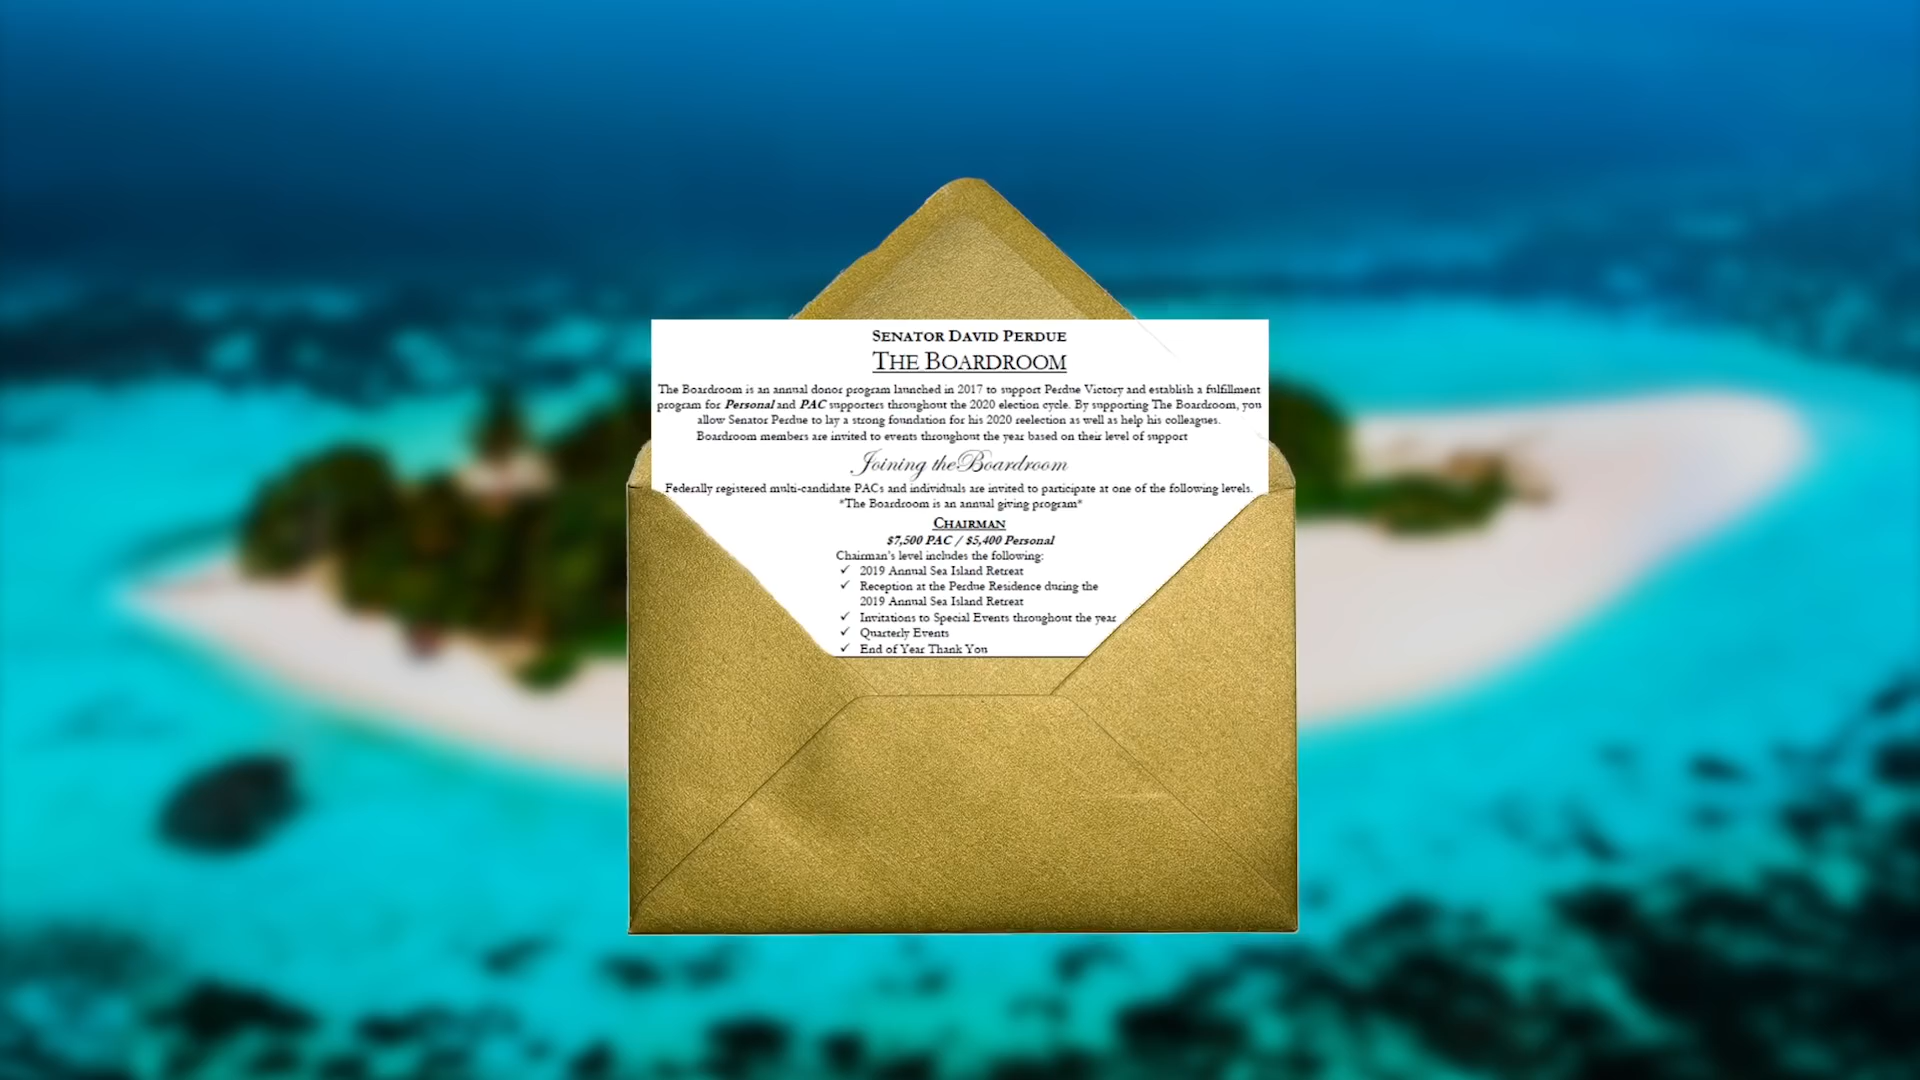 SENATOR DAVID PERDUE
THE BOARDROOM
The Boardroom is an annual donor program launched in 2017 to support Perdue Victory and establish a fulfillment
program for Personal and PAC supporters throughout the 2020 election cycle. By supporting The Boardroom, you
allow Senator Perdue to lay a strong foundation for his 2020 reelection as well as help his colleagues.
Boardroom members are invited to events throughout the year based on their level of support
Joining the Boardroom
Federally registered multi-candidate PACs and individuals are invited to participate at one of the following levels.
*The Boardroom is an annual giving program*
CHAIRMAN
$7,500 PAC / $5,400 Personal
Chairman's level includes the following:
✓ 2019 Annual Sea Island Retreat
✓ Reception at the Perdue Residence during the
2019 Annual Sea Island Retreat
✓ Invitations to Special Events throughout the year
✓ Quarterly Events
✓ End of Year Thank You